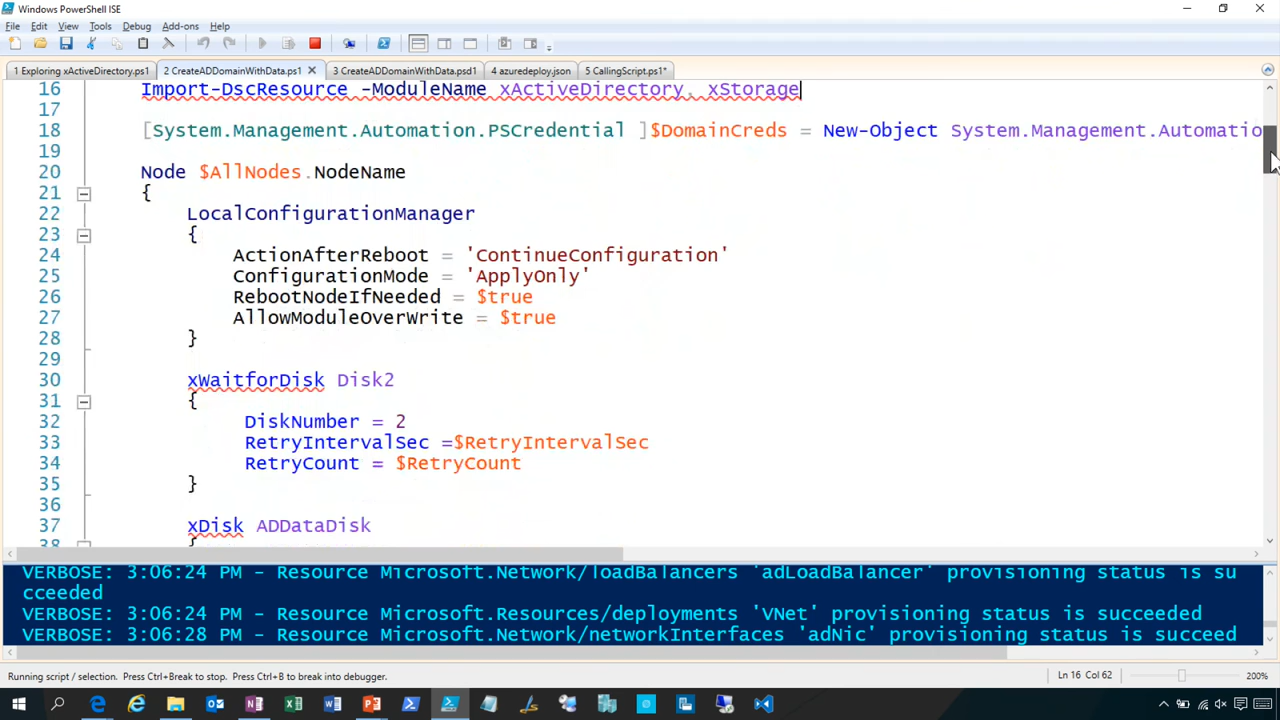 Windows PowerShell ISE
File Edit View Tools Debug Add-ons Help
1 Exploring xActiveDirectory.ps1 2 CreateADDomainWithData.ps1 3 CreateADDomainWithData.psd1 4 azuredeploy.json 5 CallingScript.ps1*
16 Import-DscResource -ModuleName xActiveDirectory, xStorage
17
18 [System.Management.Automation.PSCredential ]$DomainCreds = New-Object System.Management.Automatio
19
20 Node $AllNodes.NodeName
21 {
22 LocalConfigurationManager
23 {
24 ActionAfterReboot = 'ContinueConfiguration'
25 ConfigurationMode = 'ApplyOnly'
26 RebootNodeIfNeeded = $true
27 AllowModuleOverWrite = $true
28 }
29
30 xWaitforDisk Disk2
31 {
32 DiskNumber = 2
33 RetryIntervalSec =$RetryIntervalSec
34 RetryCount = $RetryCount
35 }
36
37 xDisk ADDataDisk
38 {
VERBOSE: 3:06:24 PM - Resource Microsoft.Network/loadBalancers 'adLoadBalancer' provisioning status is su
cceeded
VERBOSE: 3:06:24 PM - Resource Microsoft.Resources/deployments 'VNet' provisioning status is succeeded
VERBOSE: 3:06:28 PM - Resource Microsoft.Network/networkInterfaces 'adNic' provisioning status is succeed
Running script / selection. Press Ctrl+Break to stop. Press Ctrl+B to break into debugger. Ln 16 Col 62 200%